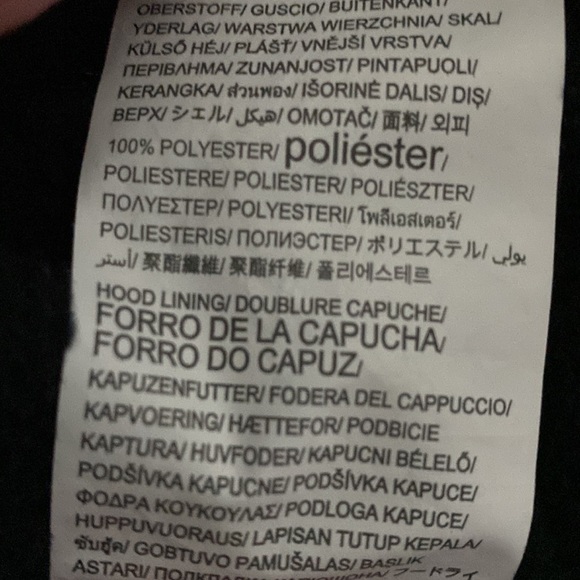 OBERSTOFF/ GUSCIO/ BUITENKANT/
YDERLAG/ WARSTWA WIERZCHNIA/ SKAL/
KÜLSŐ HÉJ/ PLÁŠŤ/ VNĚJŠÍ VRSTVA/
ΠΕΡΙΒΛΗΜΑ/ ZUNANJOST/ PINTAPUOLI/
KERANGKA/ ส่วนพอง/ IŠORINĖ DALIS/ DIŞ/
ВЕРХ/ シェル/ هيكل/ OMOTAČ/ 面料/ 외피
100% POLYESTER/ poliéster/
POLIESTERE/ POLIESTER/ POLIÉSZTER/
ΠΟΛΥΕΣΤΕΡ/ POLYESTERI/ โพลีเอสเตอร์/
POLIESTERIS/ ПОЛИЭСТЕР/ ポリエステル/ بولي
أستر/ 聚酯纖維/ 聚酯纤维/ 폴리에스테르
HOOD LINING/ DOUBLURE CAPUCHE/
FORRO DE LA CAPUCHA/
FORRO DO CAPUZ/
KAPUZENFUTTER/ FODERA DEL CAPPUCCIO/
KAPVOERING/ HÆTTEFOR/ PODBICIE
KAPTURA/ HUVFODER/ KAPUCNI BÉLELŐ/
PODŠÍVKA KAPUCNE/ PODŠÍVKA KAPUCE/
ΦΟΔΡΑ ΚΟΥΚΟΥΛΑΣ/ PODLOGA KAPUCE/
HUPPUVUORAUS/ LAPISAN TUTUP KEPALA/
ซับฮู้ด/ GOBTUVO PAMUŠALAS/ BAŞLIK
ASTARI/